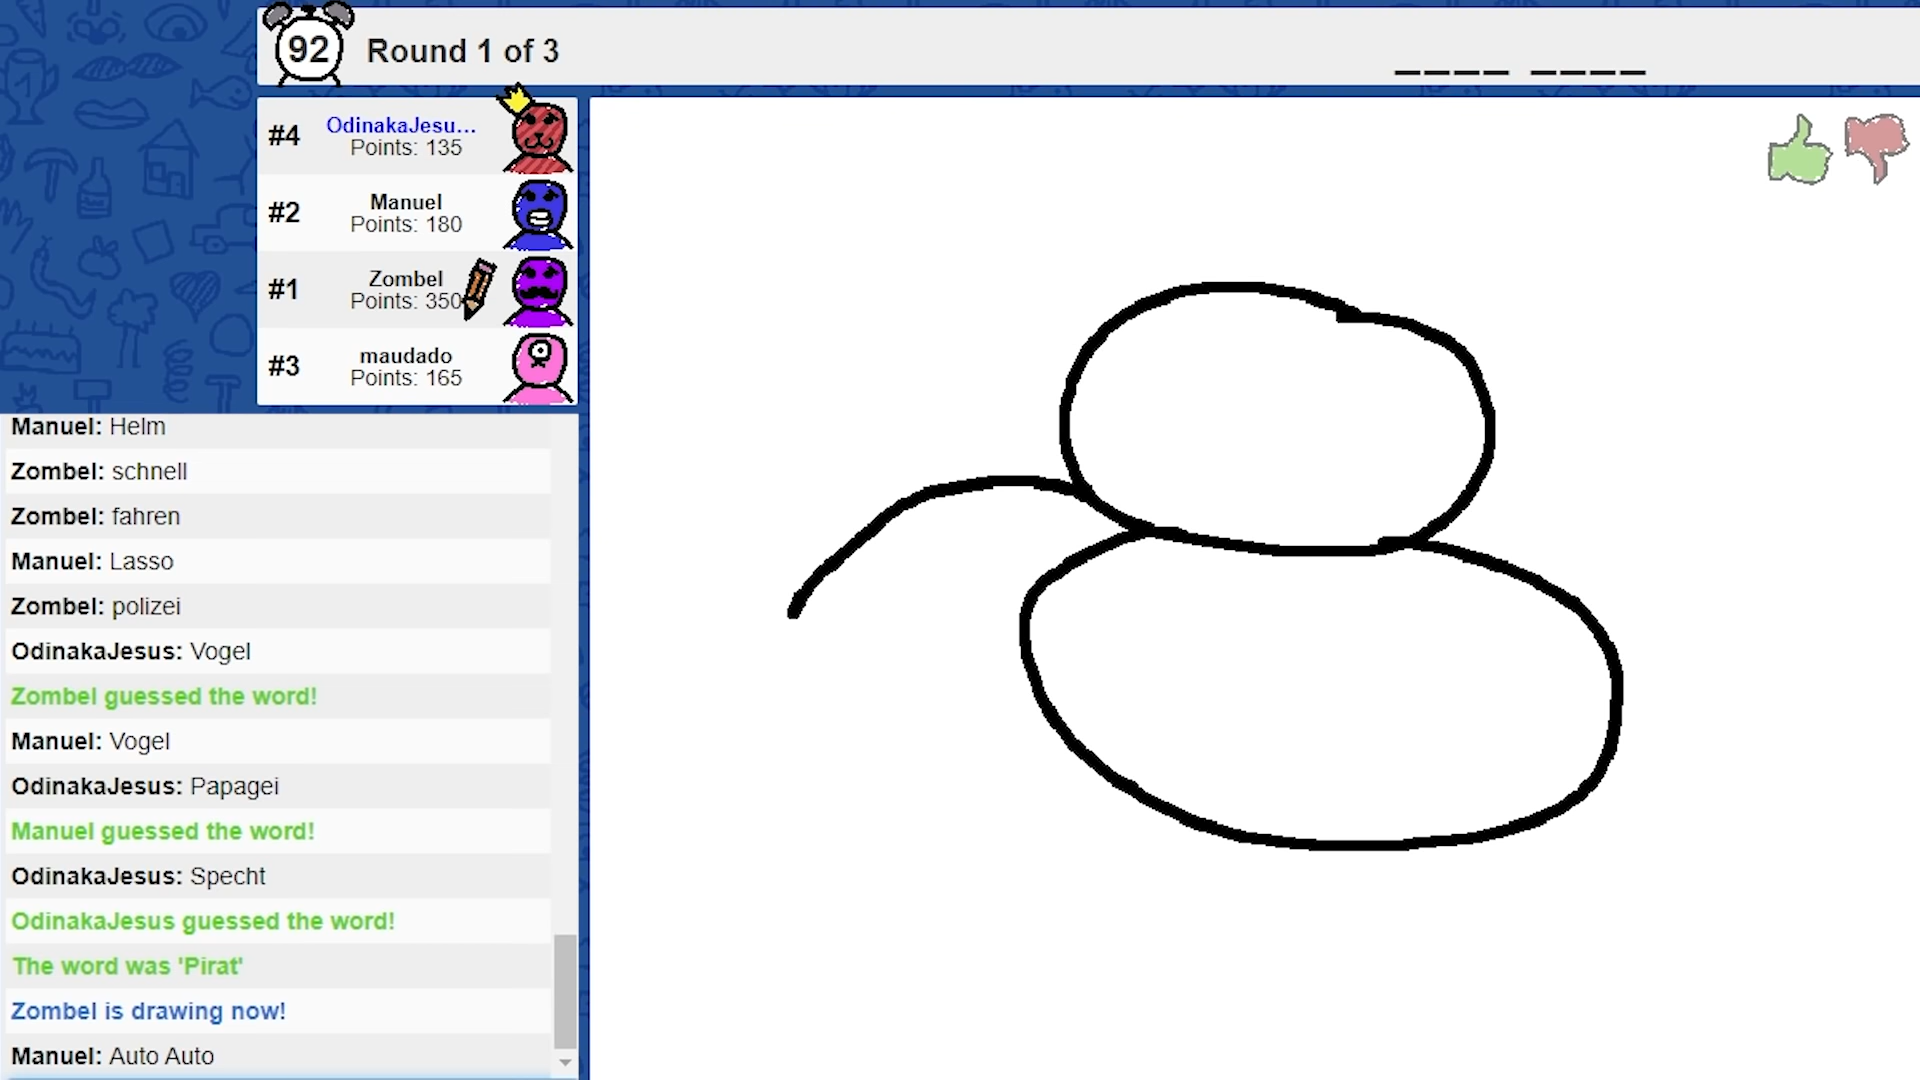 92
Round 1 of 3
____ ____
#4
OdinakaJesu...
Points: 135
#2
Manuel
Points: 180
#1
Zombel
Points: 350
#3
maudado
Points: 165
Manuel: Helm
Zombel: schnell
Zombel: fahren
Manuel: Lasso
Zombel: polizei
OdinakaJesus: Vogel
Zombel guessed the word!
Manuel: Vogel
OdinakaJesus: Papagei
Manuel guessed the word!
OdinakaJesus: Specht
OdinakaJesus guessed the word!
The word was 'Pirat'
Zombel is drawing now!
Manuel: Auto Auto